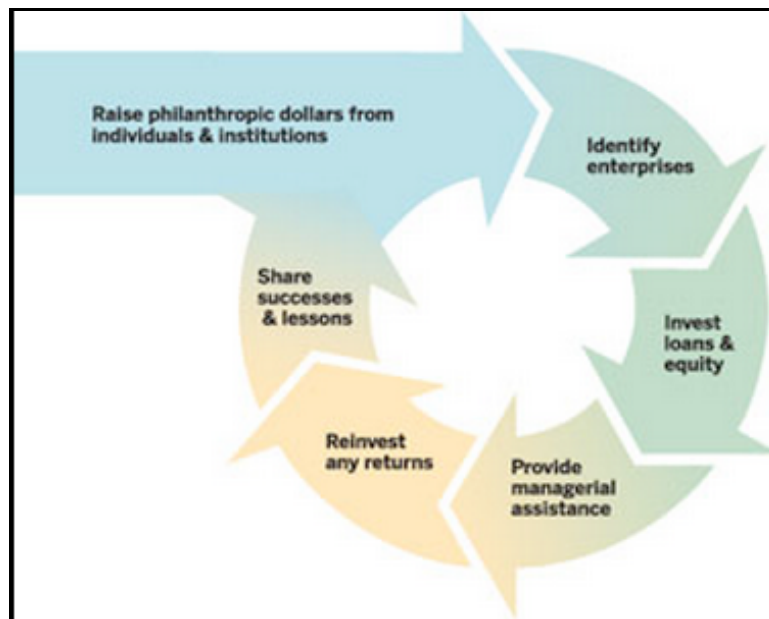 Raise philanthropic dollars from
individuals & institutions
Identify
enterprises
Invest
loans &
equity
Provide
managerial
assistance
Reinvest
any returns
Share
successes
& lessons